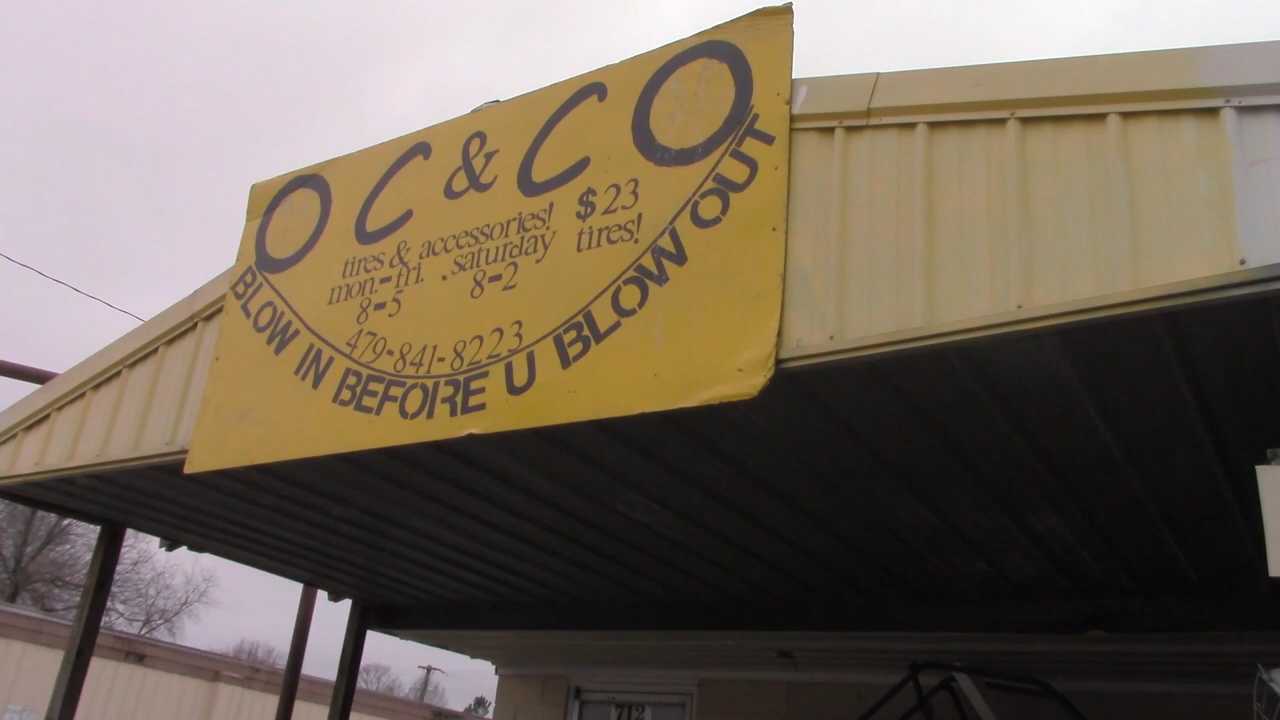 OC & CO
tires & accessories! $23
mon.-fri. . saturday tires!
8-5 8-2
479-841-8223
BLOW IN BEFORE U BLOW OUT
712